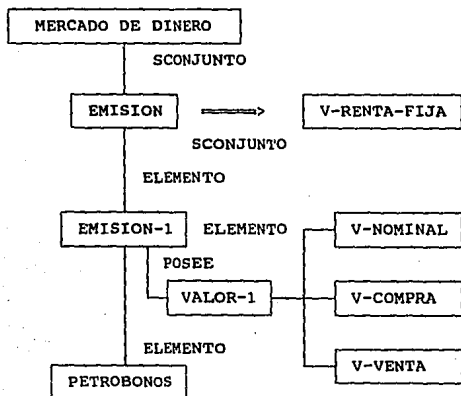 MERCADO DE DINERO
SCONJUNTO
EMISION
V-RENTA-FIJA
SCONJUNTO
ELEMENTO
EMISION-1
ELEMENTO
V-NOMINAL
POSEE
VALOR-1
V-COMPRA
ELEMENTO
V-VENTA
PETROBONOS